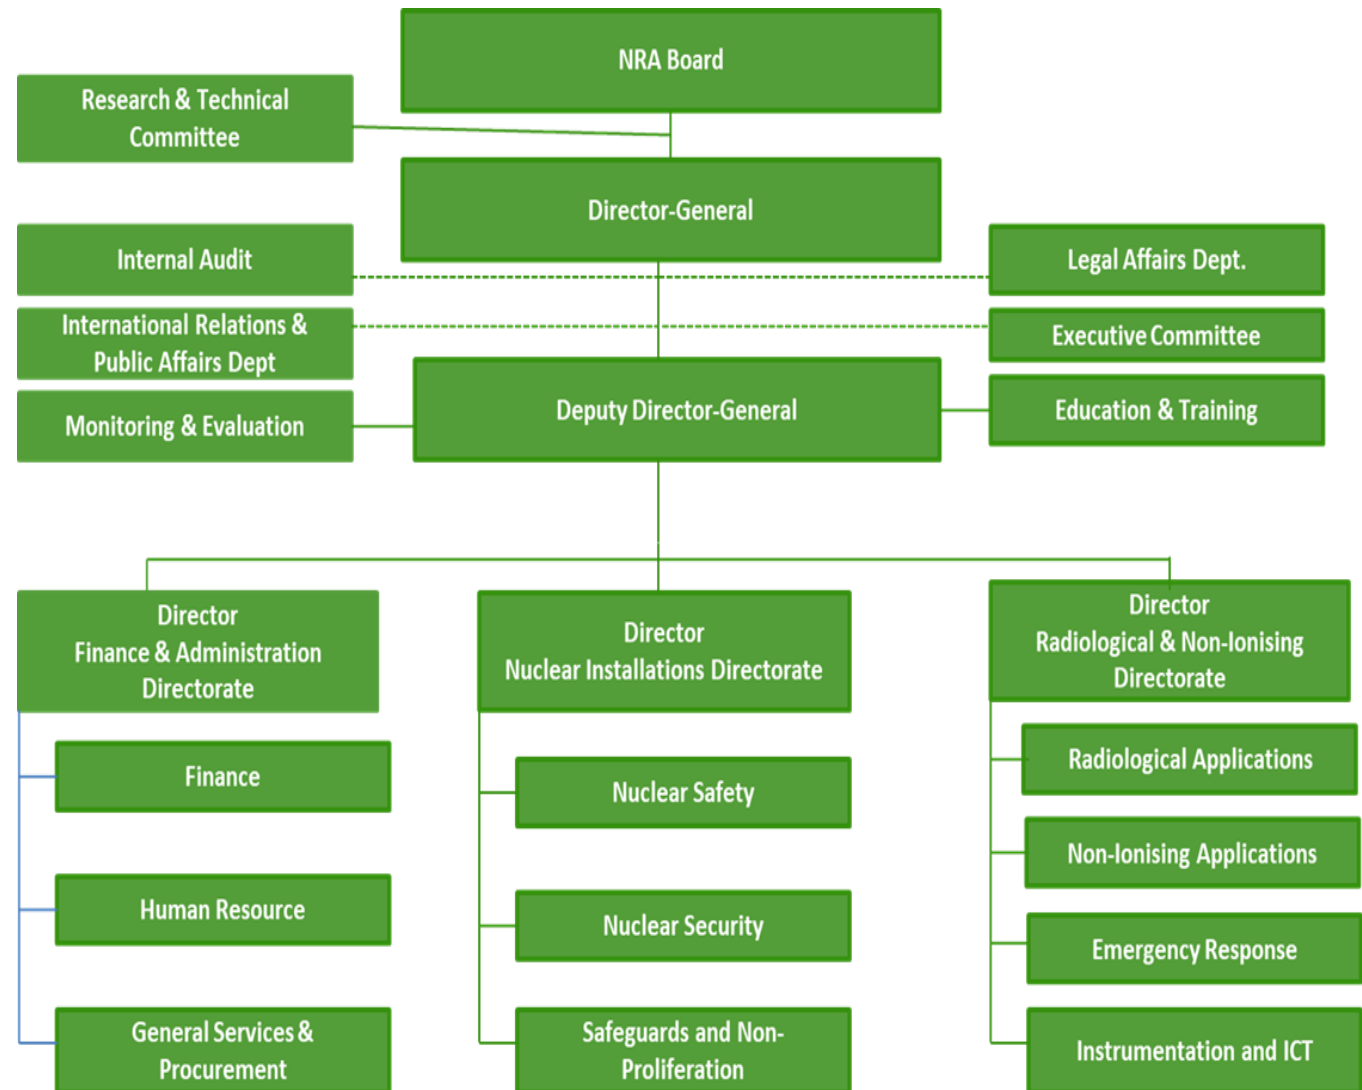 NRA Board
Research & Technical
Committee
Director-General
Internal Audit
Legal Affairs Dept.
International Relations &
Public Affairs Dept
Executive Committee
Monitoring & Evaluation
Deputy Director-General
Education & Training
Director
Finance & Administration
Directorate
Director
Nuclear Installations Directorate
Director
Radiological & Non-Ionising
Directorate
Finance
Human Resource
General Services &
Procurement
Nuclear Safety
Nuclear Security
Safeguards and Non-
Proliferation
Radiological Applications
Non-Ionising Applications
Emergency Response
Instrumentation and ICT